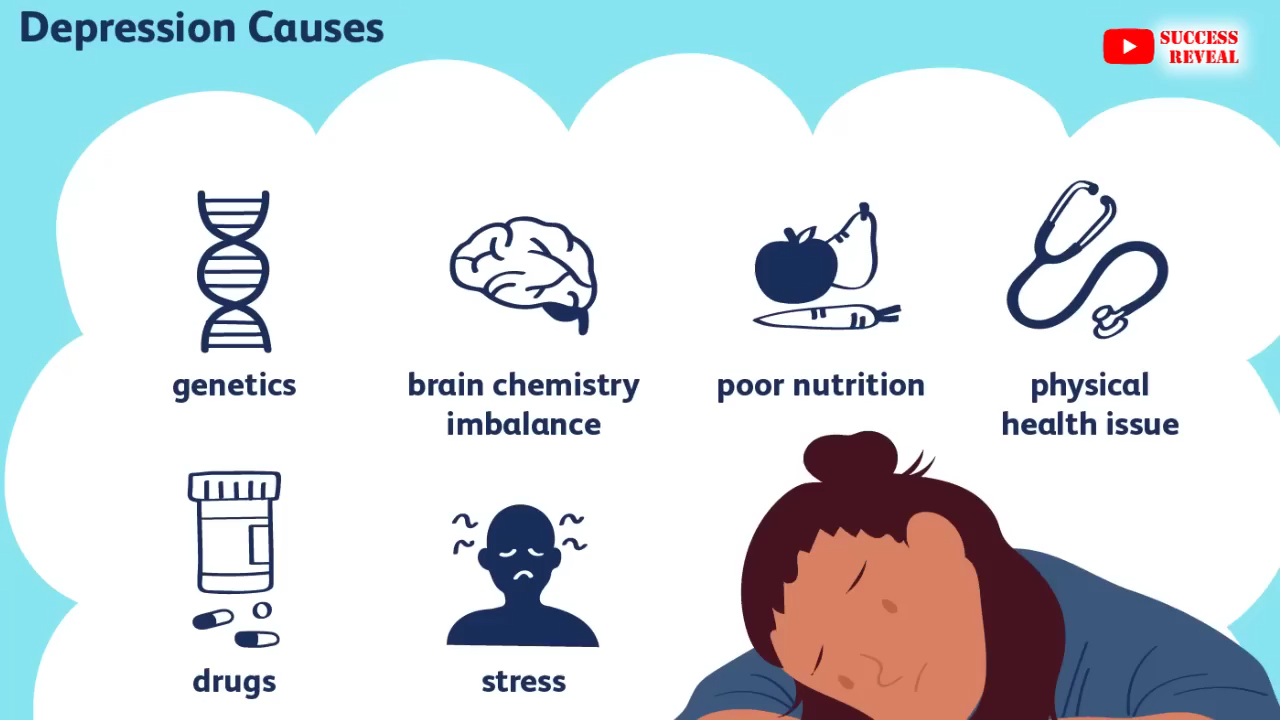 Depression Causes
SUCCESS
REVEAL
genetics
brain chemistry
imbalance
poor nutrition
physical
health issue
drugs
stress